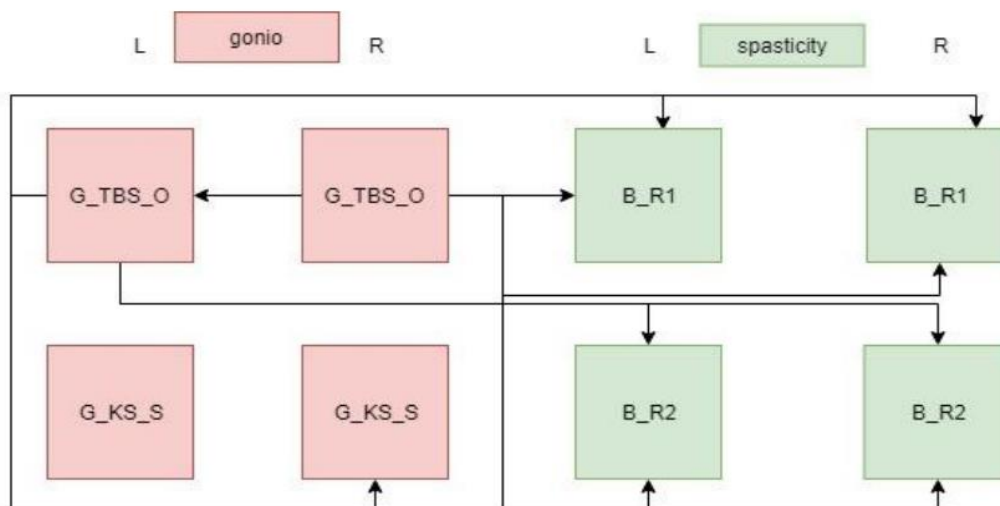 L gonio R L spasticity R
G_TBS_O G_TBS_O B_R1 B_R1
G_KS_S G_KS_S B_R2 B_R2